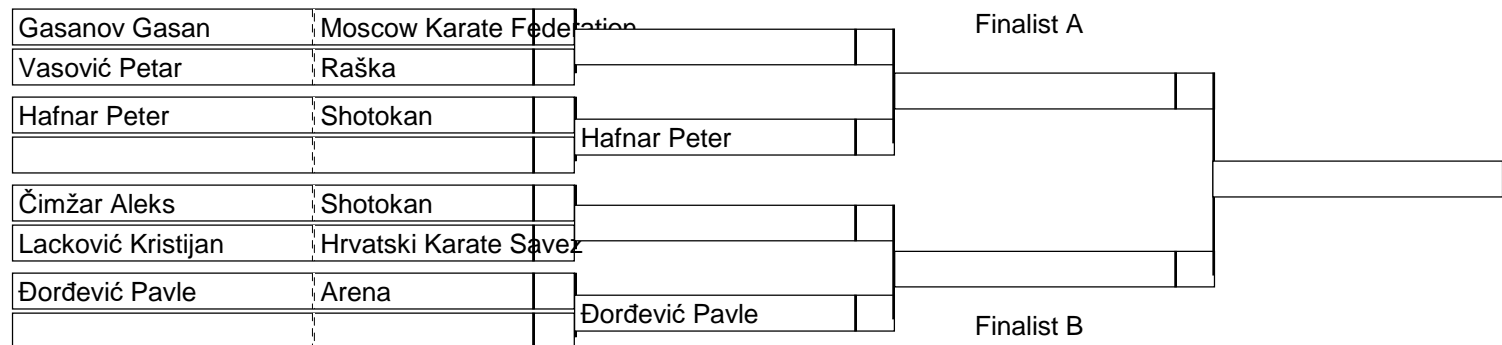 Gasanov Gasan Moscow Karate Federation
Finalist A
Vasović Petar Raška
Hafnar Peter Shotokan
Hafnar Peter
Čimžar Aleks Shotokan
Lacković Kristijan Hrvatski Karate Savez
Đorđević Pavle Arena
Đorđević Pavle
Finalist B